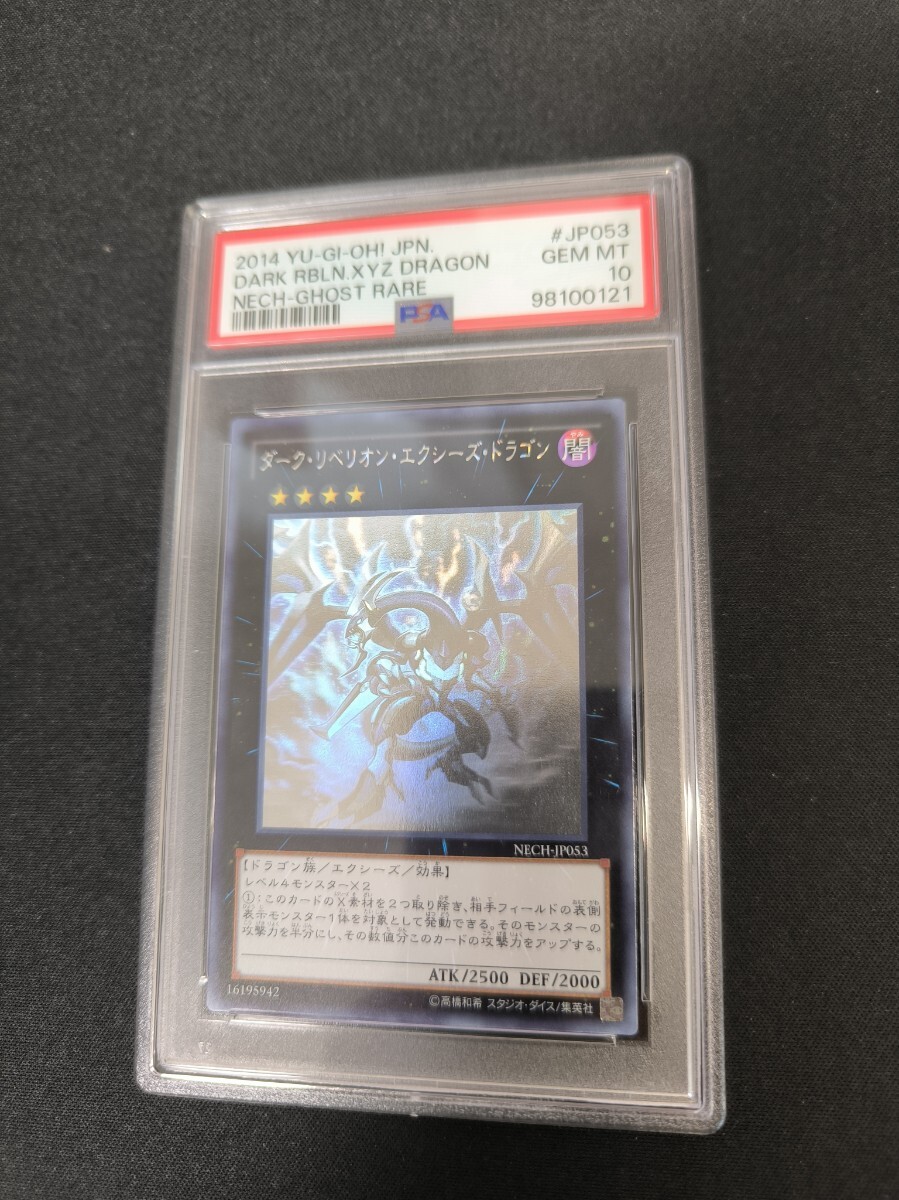 2014 YU-GI-OH! JPN. #JP053
DARK RBLN.XYZ DRAGON GEM MT
NECH-GHOST RARE 10
PSA 98100121
ダーク・リベリオン・エクシーズ・ドラゴン 闇
NECH-JP053
【ドラゴン族/エクシーズ/効果】
レベル4モンスター×2
①:このカードのX素材を2つ取り除き、相手フィールドの表側
表示モンスター1体を対象として発動できる。そのモンスターの
攻撃力を半分にし、その数値分このカードの攻撃力をアップする。
ATK/2500 DEF/2000
16195942
©高橋和希 スタジオ・ダイス/集英社